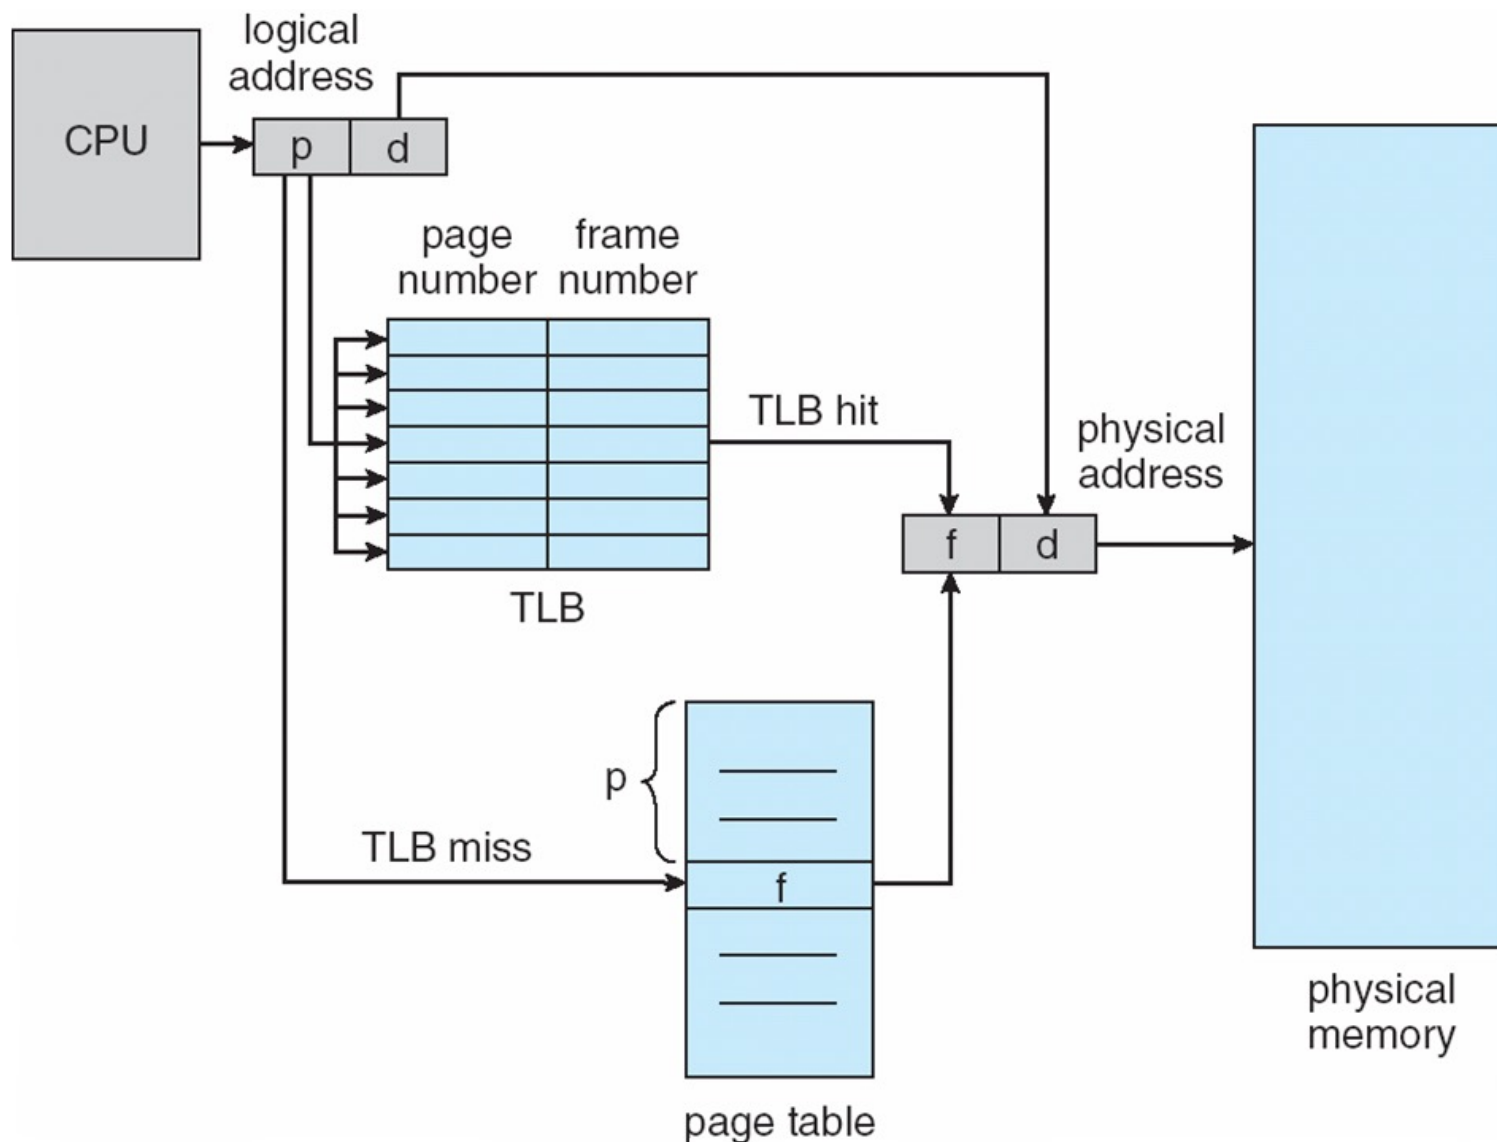 logical
address
CPU
p
d
page
number
frame
number
TLB hit
physical
address
f
d
TLB
p
TLB miss
f
physical
memory
page table